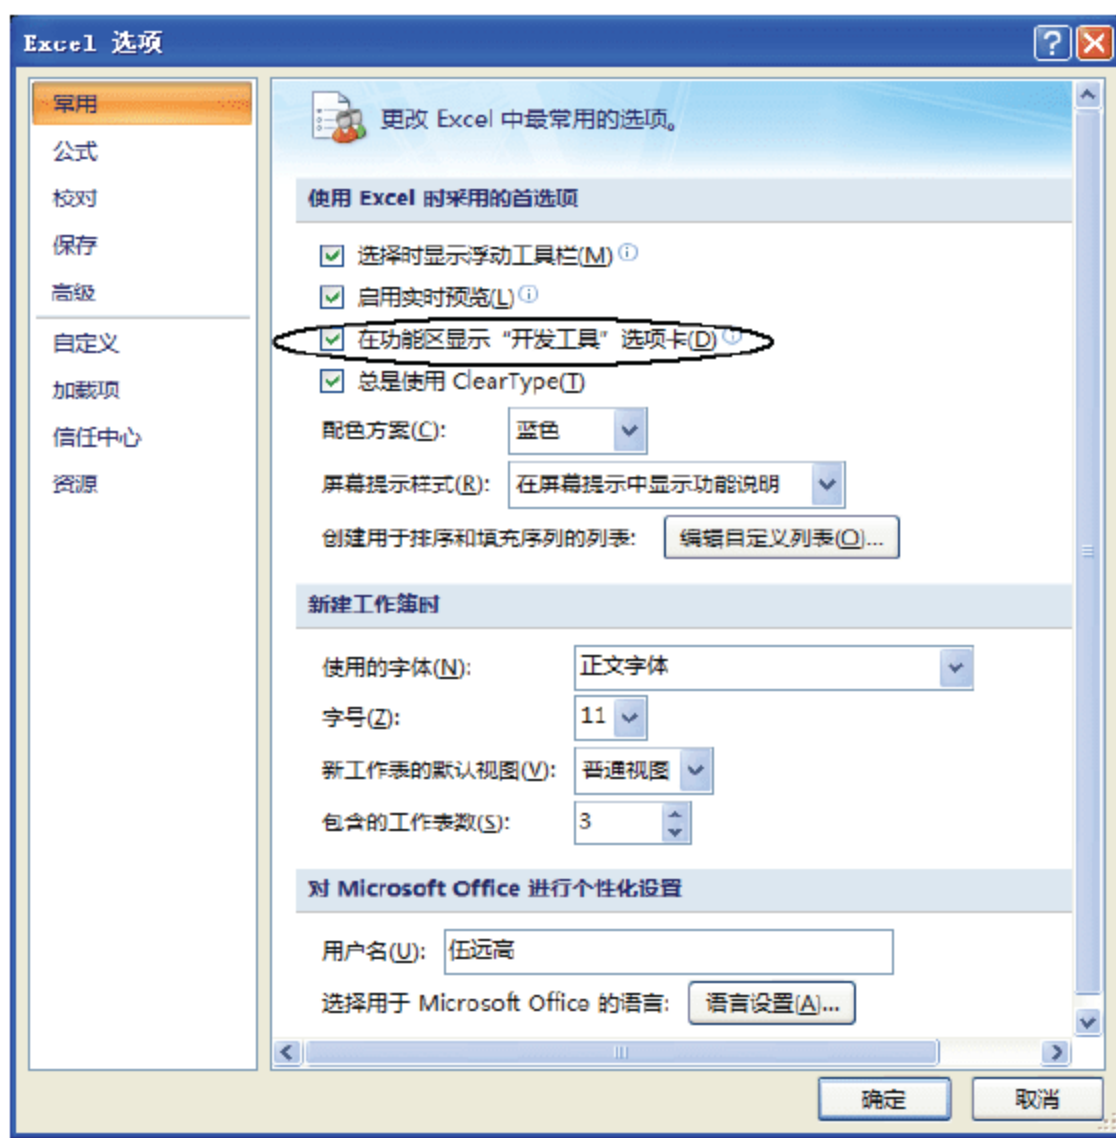 Excel 选项
常用
公式
校对
保存
高级
自定义
加载项
信任中心
资源
更改 Excel 中最常用的选项。
使用 Excel 时采用的首选项
选择时显示浮动工具栏(M)
启用实时预览(L)
在功能区显示“开发工具”选项卡(D)
总是使用 ClearType(T)
配色方案(C): 蓝色
屏幕提示样式(R): 在屏幕提示中显示功能说明
创建用于排序和填充序列的列表: 编辑自定义列表(O)...
新建工作簿时
使用的字体(N): 正文字体
字号(Z): 11
新工作表的默认视图(V): 普通视图
包含的工作表数(S): 3
对 Microsoft Office 进行个性化设置
用户名(U): 伍远高
选择用于 Microsoft Office 的语言: 语言设置(A)...
确定 取消